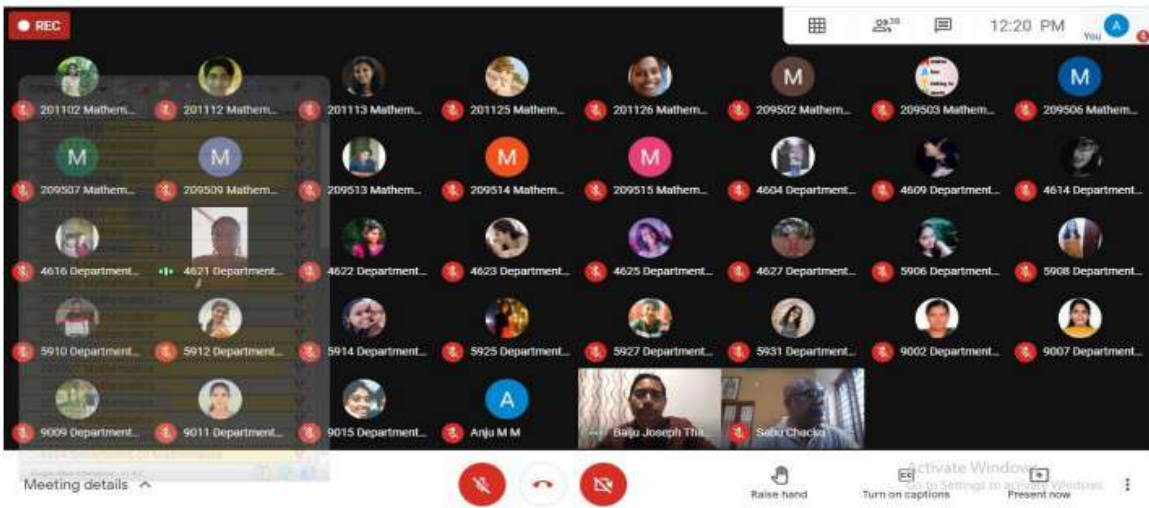 REC
38
12:20 PM
You
A
201102 Mathem...
201112 Mathem...
201113 Mathem...
201125 Mathem...
201126 Mathem...
M
209502 Mathem...
209503 Mathem...
M
209506 Mathem...
M
209507 Mathem...
M
209509 Mathem...
209513 Mathem...
M
209514 Mathem...
M
209515 Mathem...
4604 Department...
4609 Department...
4614 Department...
4616 Department...
4621 Department...
4622 Department...
4623 Department...
4625 Department...
4627 Department...
5906 Department...
5908 Department...
5910 Department...
5912 Department...
5914 Department...
5925 Department...
5927 Department...
5931 Department...
9002 Department...
9007 Department...
9009 Department...
9011 Department...
9015 Department...
A
Anju M M
Baiju Joseph Tha...
Sabu Chacko
Meeting details
Raise hand
Turn on captions
Present now
Activate Windows
Go to Settings to activate Windows.